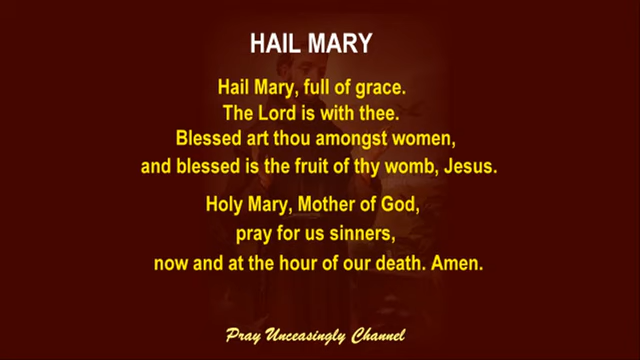 HAIL MARY
Hail Mary, full of grace.
The Lord is with thee.
Blessed art thou amongst women,
and blessed is the fruit of thy womb, Jesus.
Holy Mary, Mother of God,
pray for us sinners,
now and at the hour of our death. Amen.
Pray Unceasingly Channel